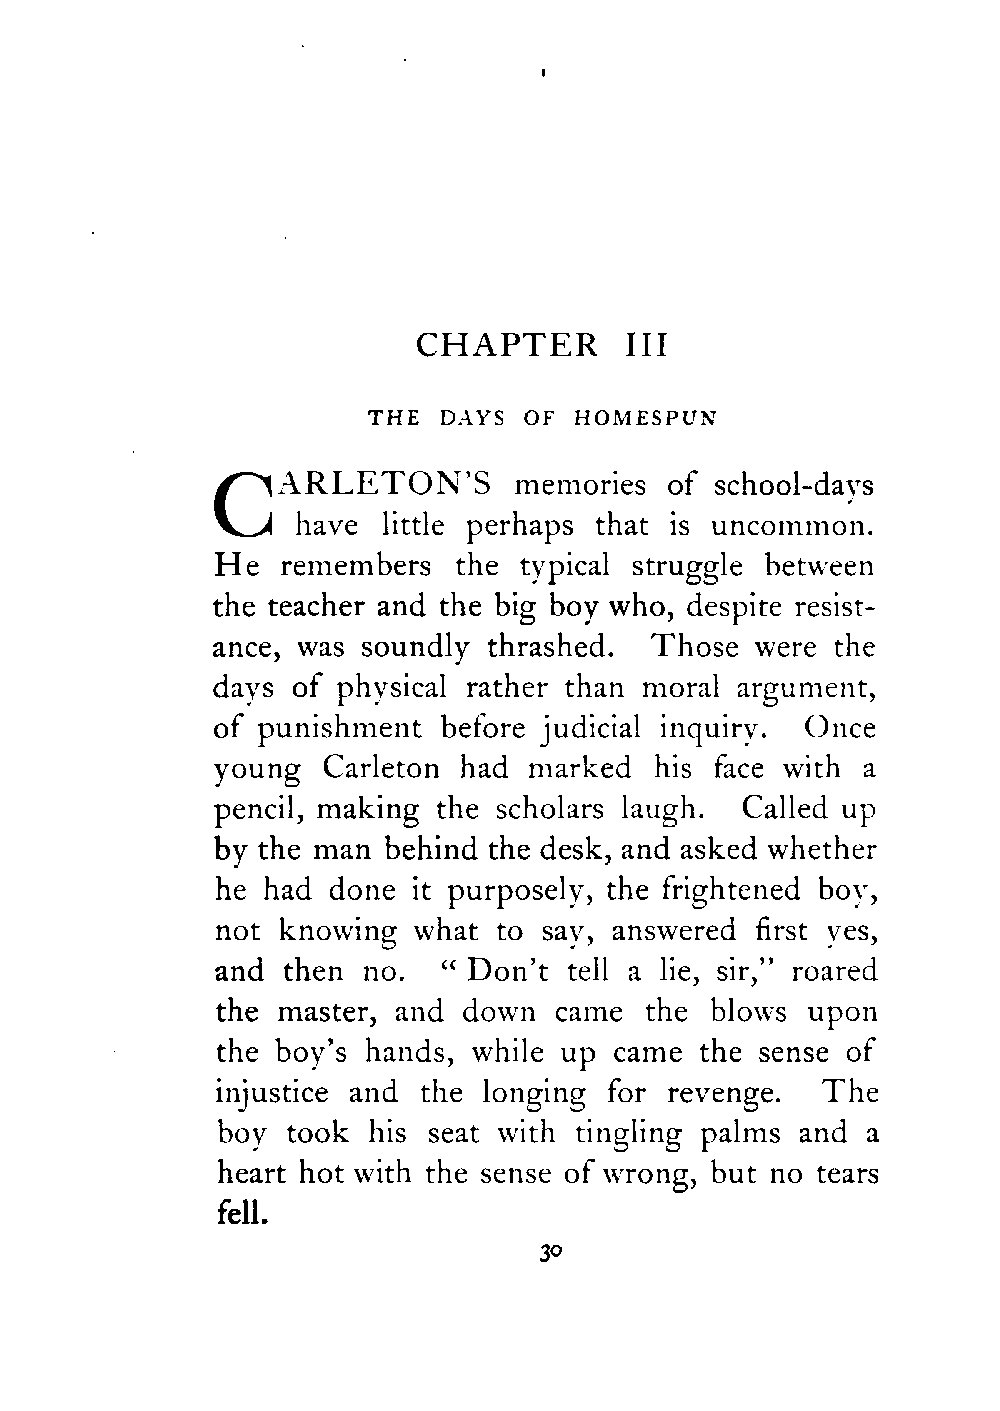 CHAPTER III
THE DAYS OF HOMESPUN
CARLETON'S memories of school-days
have little perhaps that is uncommon.
He remembers the typical struggle between
the teacher and the big boy who, despite resist-
ance, was soundly thrashed. Those were the
days of physical rather than moral argument,
of punishment before judicial inquiry. Once
young Carleton had marked his face with a
pencil, making the scholars laugh. Called up
by the man behind the desk, and asked whether
he had done it purposely, the frightened boy,
not knowing what to say, answered first yes,
and then no. “ Don't tell a lie, sir,” roared
the master, and down came the blows upon
the boy's hands, while up came the sense of
injustice and the longing for revenge. The
boy took his seat with tingling palms and a
heart hot with the sense of wrong, but no tears
fell.
30